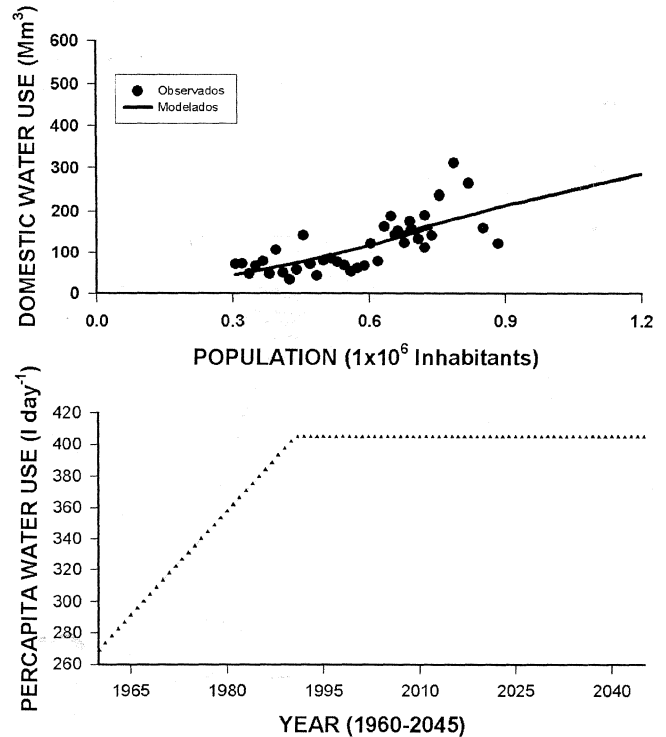 DOMESTIC WATER USE (Mm³)
600
500
400
300
200
100
0
Observados
Modelados
0.0 0.3 0.6 0.9 1.2
POPULATION (1x10⁶ Inhabitants)
PERCAPITA WATER USE (l day⁻¹)
420
400
380
360
340
320
300
280
260
1965 1980 1995 2010 2025 2040
YEAR (1960-2045)